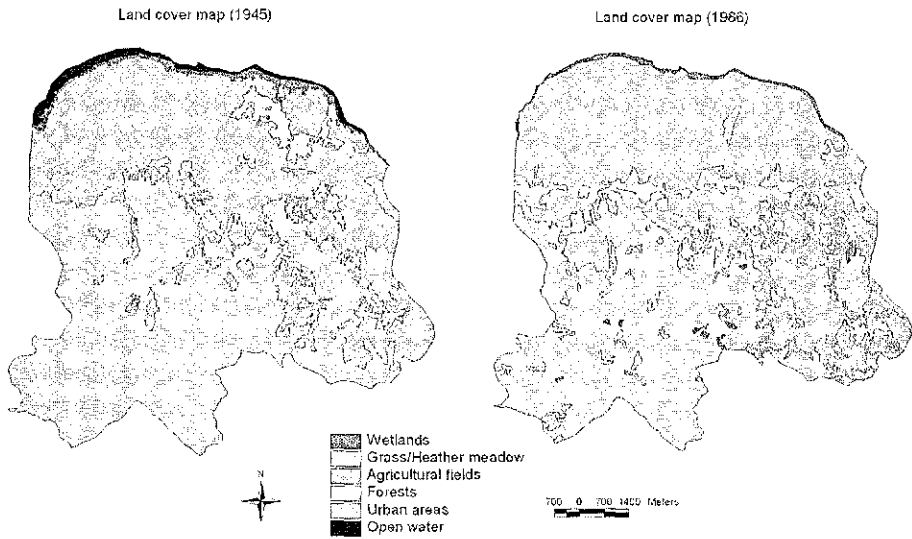 Land cover map (1945)
Land cover map (1966)
N
Wetlands
Grass/Heather meadow
Agricultural fields
Forests
Urban areas
Open water
700 0 700 1400 Meters